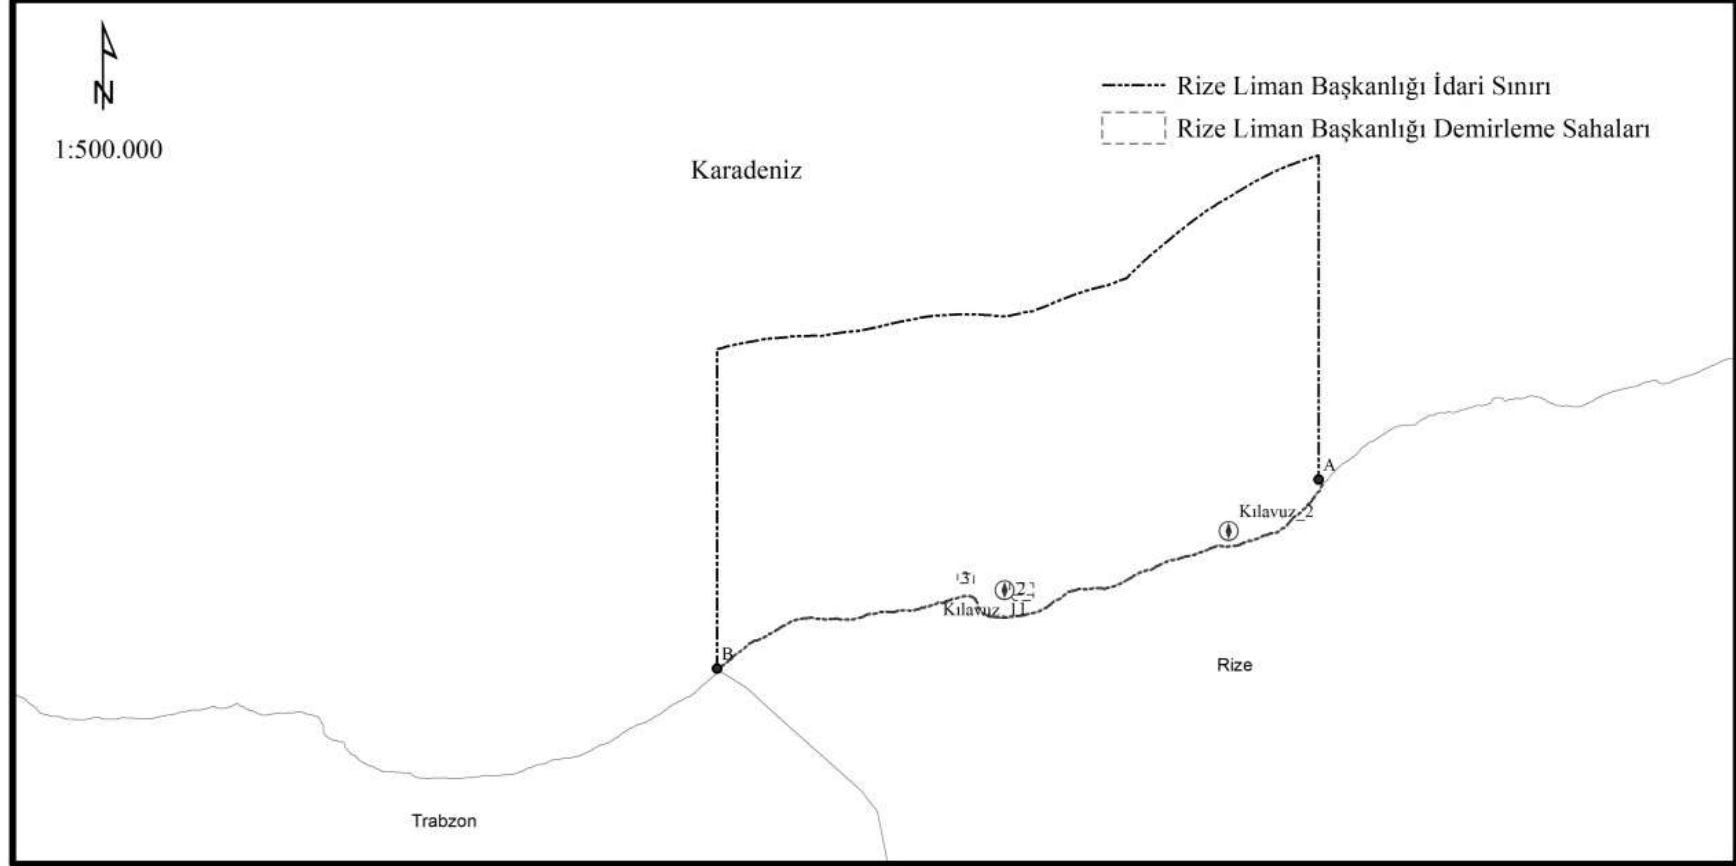 N
1:500.000
Rize Liman Başkanlığı İdari Sınırı
Rize Liman Başkanlığı Demirleme Sahaları
Karadeniz
A
Kılavuz_2
3
2
Kılavuz_1
1
B
Rize
Trabzon